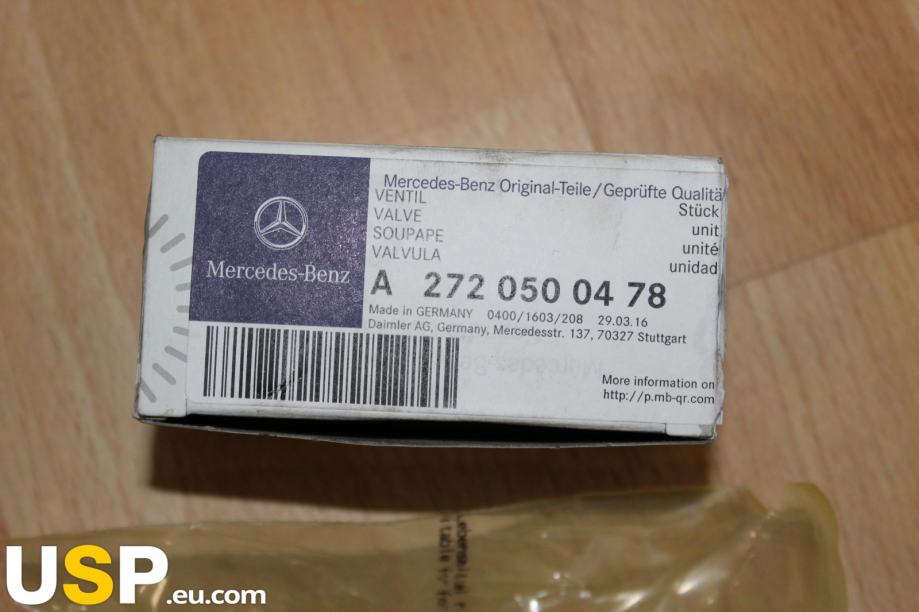 Mercedes-Benz Original-Teile/Geprüfte Qualitä
VENTIL
VALVE
SOUPAPE
VALVULA
Stück
unit
unité
unidad
Mercedes-Benz
A 272 050 04 78
Made in GERMANY 0400/1603/208 29.03.16
Daimler AG, Germany, Mercedesstr. 137, 70327 Stuttgart
More information on
http://p.mb-qr.com
USP.eu.com